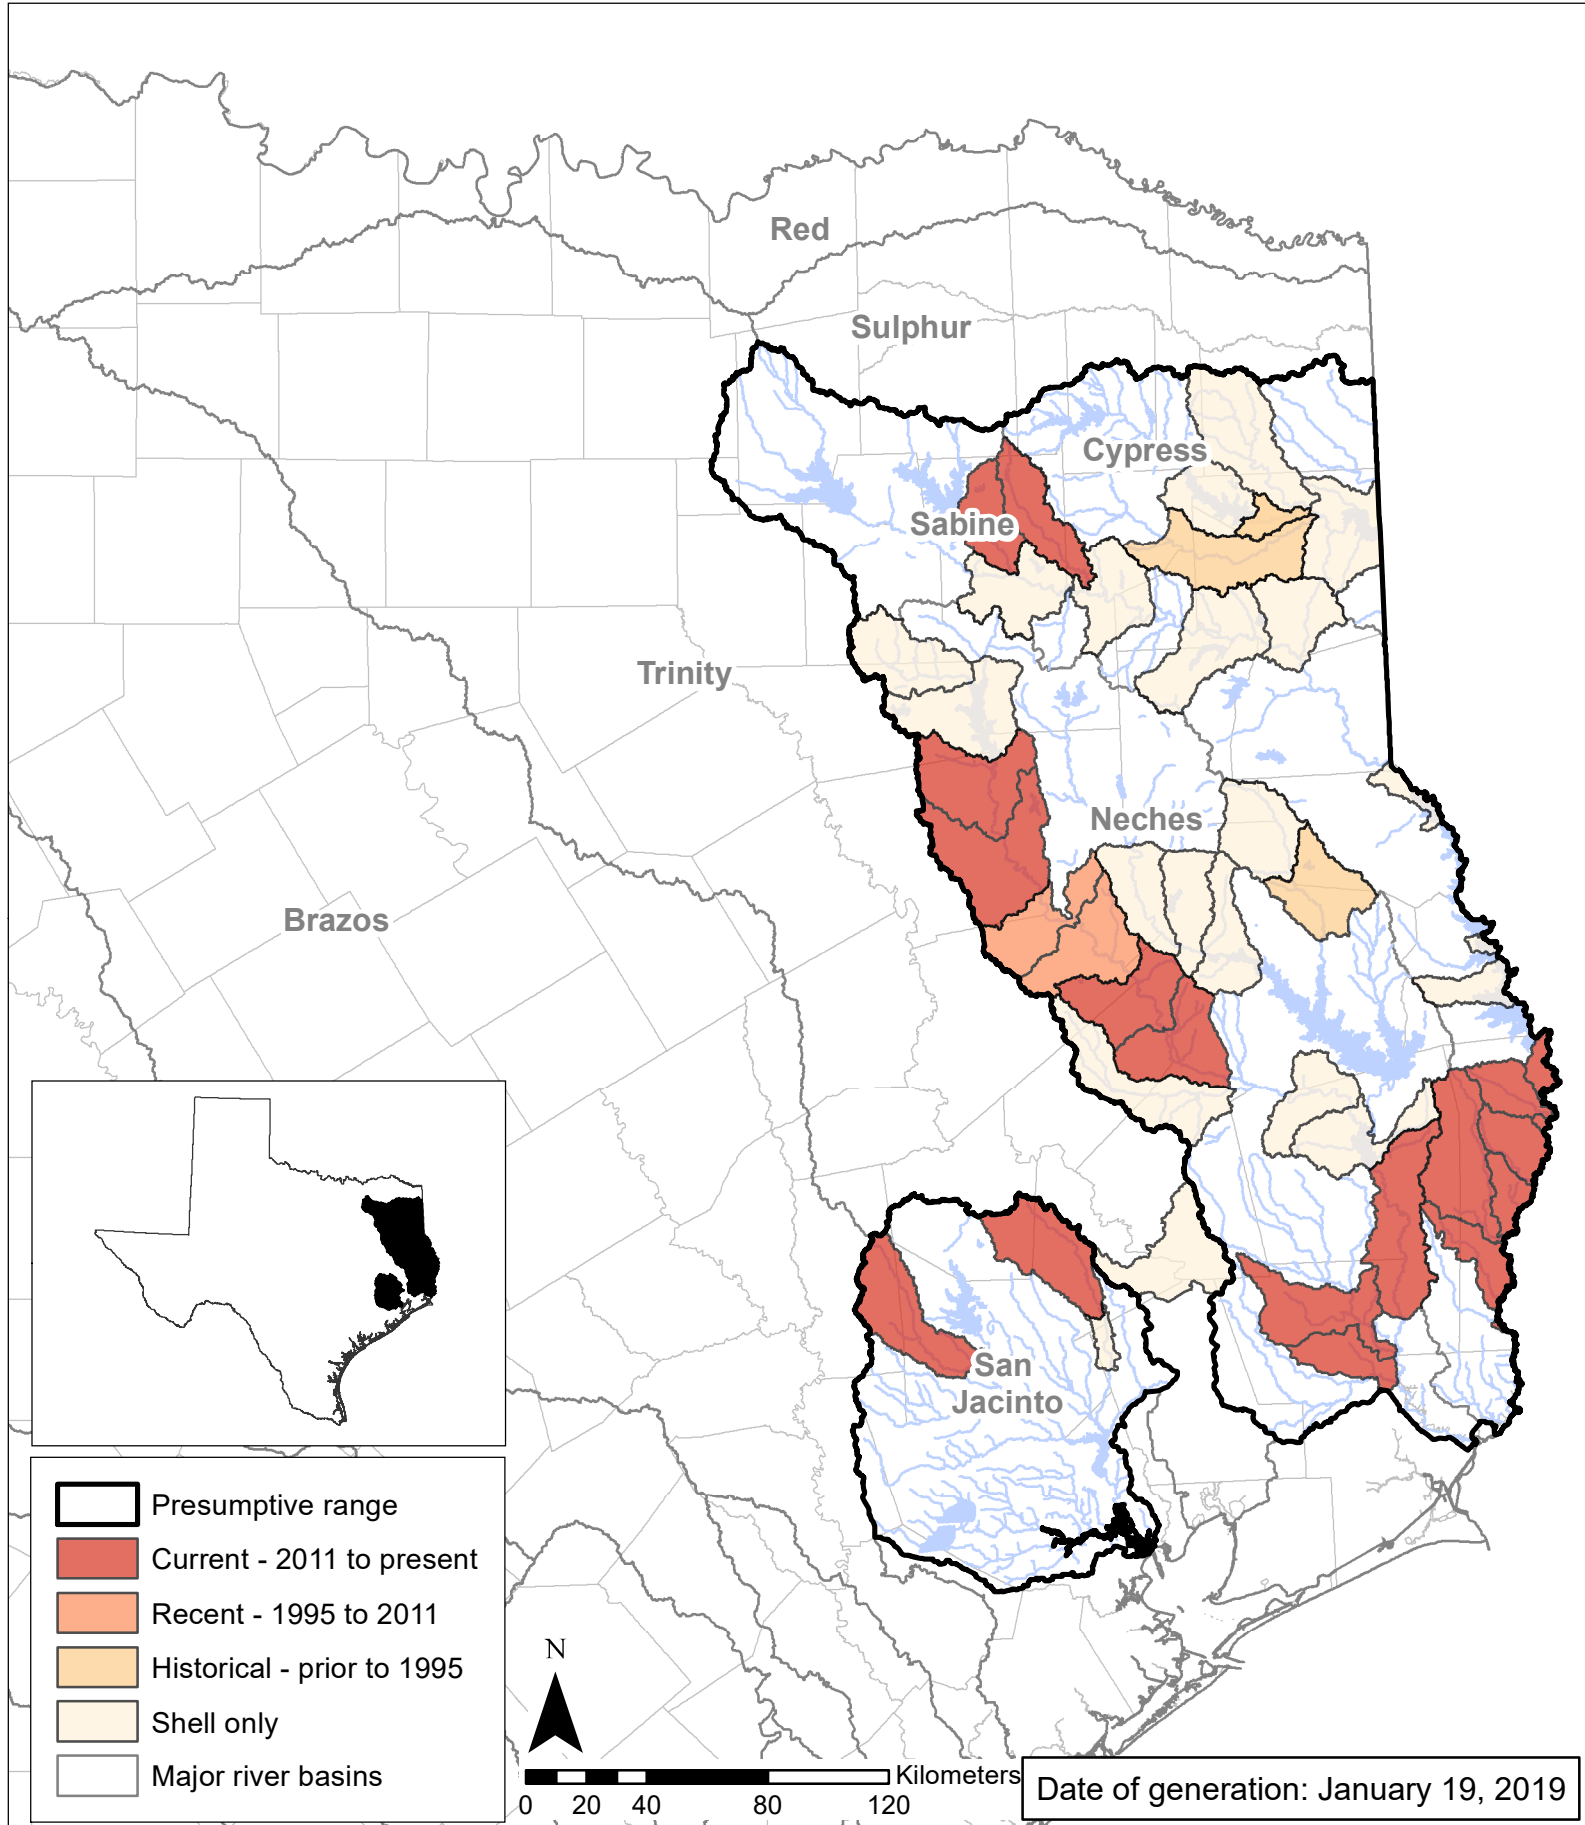 Red
Sulphur
Cypress
Sabine
Trinity
Neches
Brazos
San
Jacinto
Presumptive range
Current - 2011 to present
Recent - 1995 to 2011
Historical - prior to 1995
Shell only
Major river basins
N
Kilometers
0 20 40 80 120
Date of generation: January 19, 2019